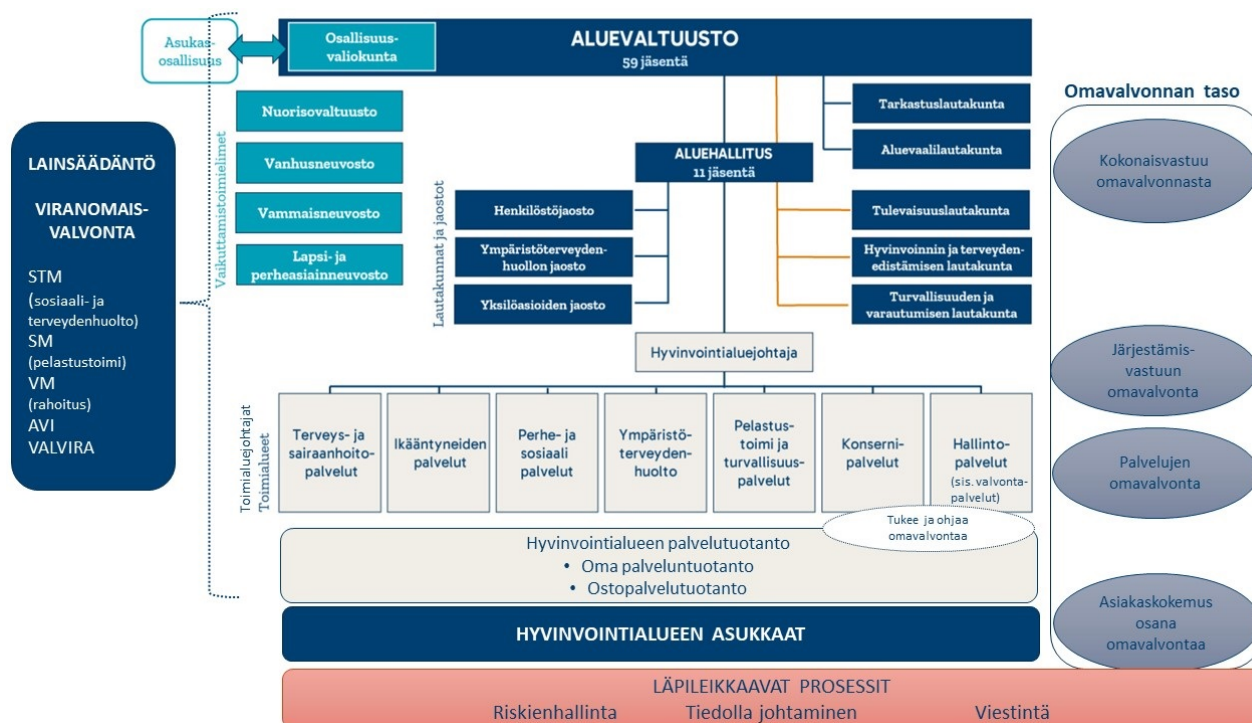 Asukas-
osallisuus
Osallisuus-
valiokunta
ALUEVALTUUSTO
59 jäsentä
LAINSÄÄDÄNTÖ
VIRANOMAIS-
VALVONTA
STM
(sosiaali- ja
terveydenhuolto)
SM
(pelastustoimi)
VM
(rahoitus)
AVI
VALVIRA
Vaikuttamistoimielimet
Nuorisovaltuusto
Vanhusneuvosto
Vammaisneuvosto
Lapsi- ja
perheasiainneuvosto
Tarkastuslautakunta
Aluevaalilautakunta
ALUEHALLITUS
11 jäsentä
Lautakunnat ja jaostot
Henkilöstöjaosto
Ympäristöterveyden-
huollon jaosto
Yksilöasioiden jaosto
Tulevaisuuslautakunta
Hyvinvoinnin ja terveyden-
edistämisen lautakunta
Turvallisuuden ja
varautumisen lautakunta
Hyvinvointialuejohtaja
Toimialuejohtajat
Toimialueet
Terveys- ja
sairaanhoito-
palvelut
Ikääntyneiden
palvelut
Perhe- ja
sosiaali
palvelut
Ympäristö-
terveyden-
huolto
Pelastus-
toimi ja
turvallisuus-
palvelut
Konserni-
palvelut
Hallinto-
palvelut
(sis. valvonta-
palvelut)
Tukee ja ohjaa
omavalvontaa
Hyvinvointialueen palvelutuotanto
• Oma palveluntuotanto
• Ostopalvelutuotanto
HYVINVOINTIALUEEN ASUKKAAT
LÄPILEIKKAAVAT PROSESSIT
Riskienhallinta Tiedolla johtaminen Viestintä
Omavalvonnan taso
Kokonaisvastuu
omavalvonnasta
Järjestämis-
vastuun
omavalvonta
Palvelujen
omavalvonta
Asiakaskokemus
osana
omavalvontaa